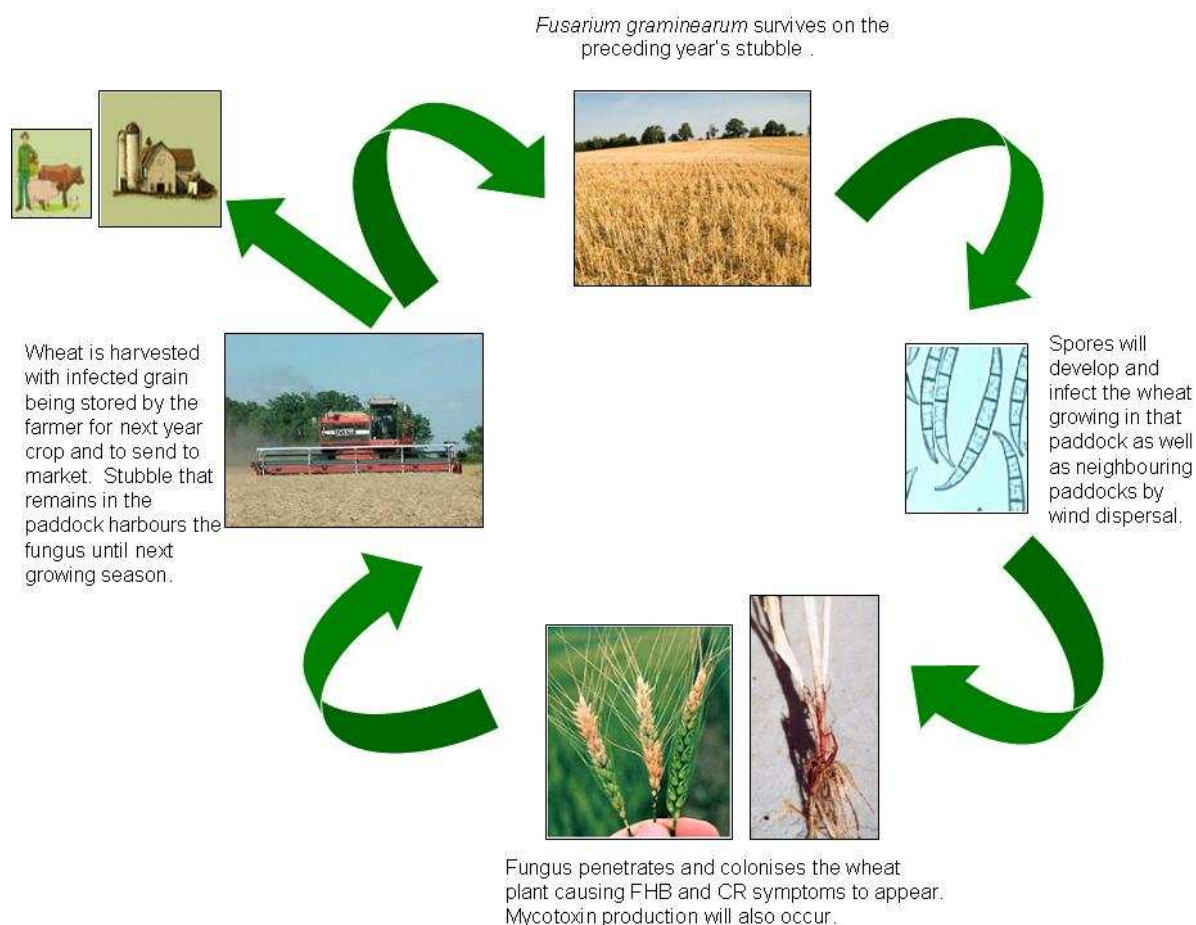 Fusarium graminearum survives on the
preceding year's stubble .
Spores will
develop and
infect the wheat
growing in that
paddock as well
as neighbouring
paddocks by
wind dispersal.
Fungus penetrates and colonises the wheat
plant causing FHB and CR symptoms to appear.
Mycotoxin production will also occur.
Wheat is harvested
with infected grain
being stored by the
farmer for next year
crop and to send to
market. Stubble that
remains in the
paddock harbours the
fungus until next
growing season.